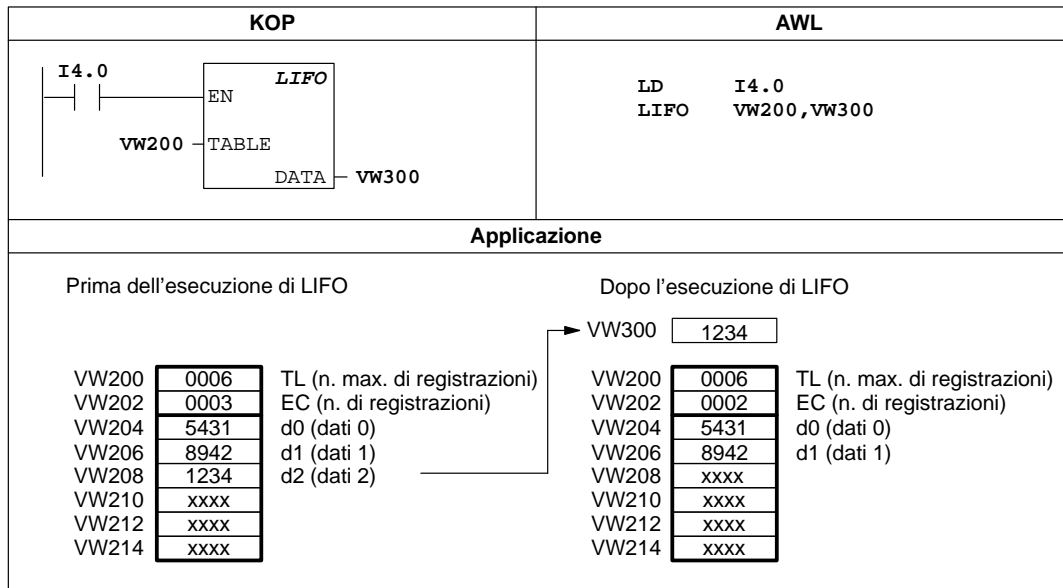 KOP
AWL
I4.0
LIFO
EN
VW200
TABLE
DATA
VW300
LD I4.0
LIFO VW200,VW300
Applicazione
Prima dell'esecuzione di LIFO
VW200 0006 TL (n. max. di registrazioni)
VW202 0003 EC (n. di registrazioni)
VW204 5431 d0 (dati 0)
VW206 8942 d1 (dati 1)
VW208 1234 d2 (dati 2)
VW210 xxxx
VW212 xxxx
VW214 xxxx
Dopo l'esecuzione di LIFO
VW300 1234
VW200 0006 TL (n. max. di registrazioni)
VW202 0002 EC (n. di registrazioni)
VW204 5431 d0 (dati 0)
VW206 8942 d1 (dati 1)
VW208 xxxx
VW210 xxxx
VW212 xxxx
VW214 xxxx